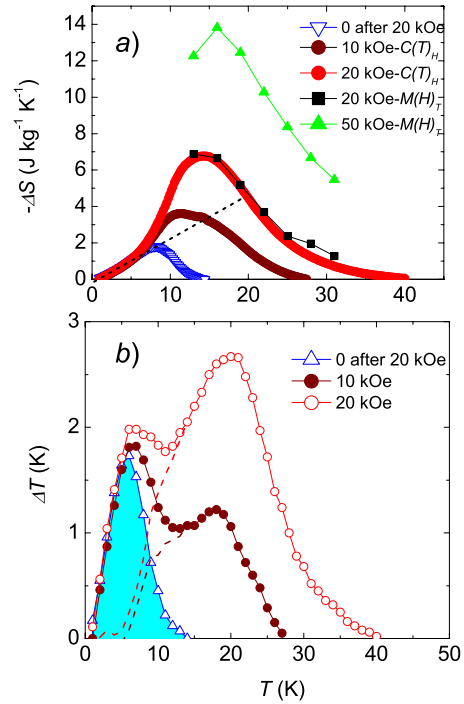 a)
0 after 20 kOe
10 kOe-C(T)H
20 kOe-C(T)H
20 kOe-M(H)T
50 kOe-M(H)T
-ΔS (J kg⁻¹ K⁻¹)
14
12
10
8
6
4
2
0
0 10 20 30 40
b)
0 after 20 kOe
10 kOe
20 kOe
ΔT (K)
3
2
1
0
0 10 20 30 40
T (K)